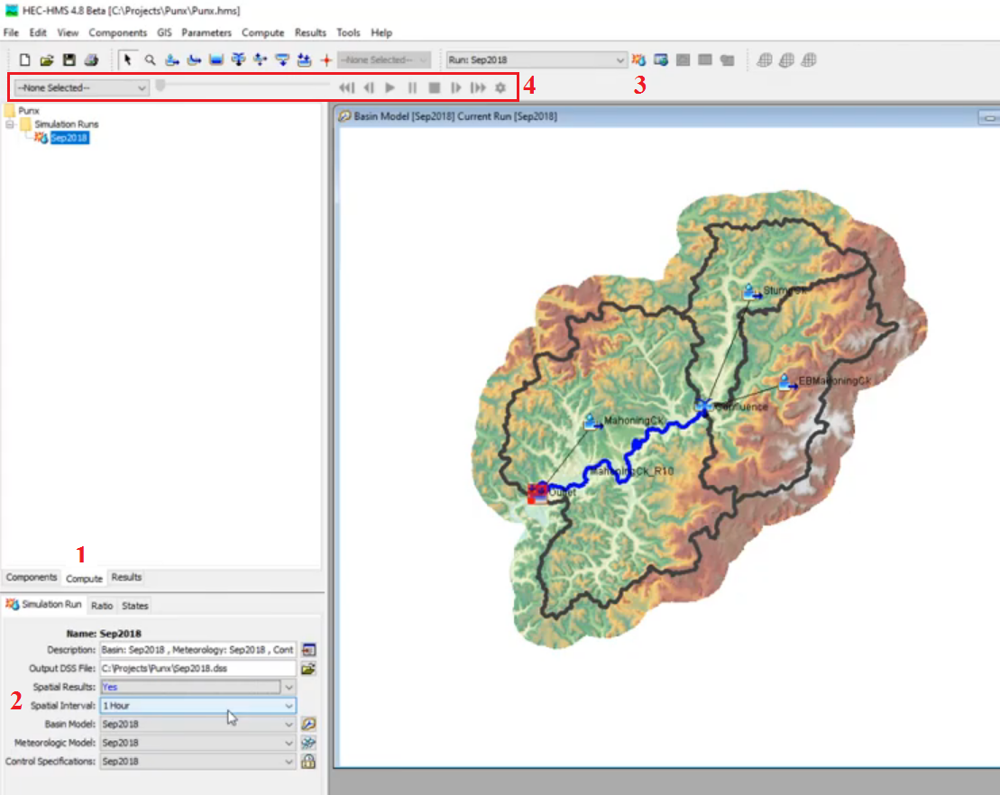 HEC-HMS 4.8 Beta [C:\Projects\Punx\Punx.hms]
File Edit View Components GIS Parameters Compute Results Tools Help
--None Selected-- Run: Sep2018
3
--None Selected-- 4
Punx
Simulation Runs
Sep2018
Basin Model [Sep2018] Current Run [Sep2018]
StumpCk
EBMahoningCk
Confluence
MahoningCk
MahoningCk_R10
Outlet
1
Components Compute Results
Simulation Run Ratio States
Name: Sep2018
Description: Basin: Sep2018 , Meteorology: Sep2018 , Cont
Output DSS File: C:\Projects\Punx\Sep2018.dss
Spatial Results: Yes
2 Spatial Interval: 1 Hour
Basin Model: Sep2018
Meteorologic Model: Sep2018
Control Specifications: Sep2018